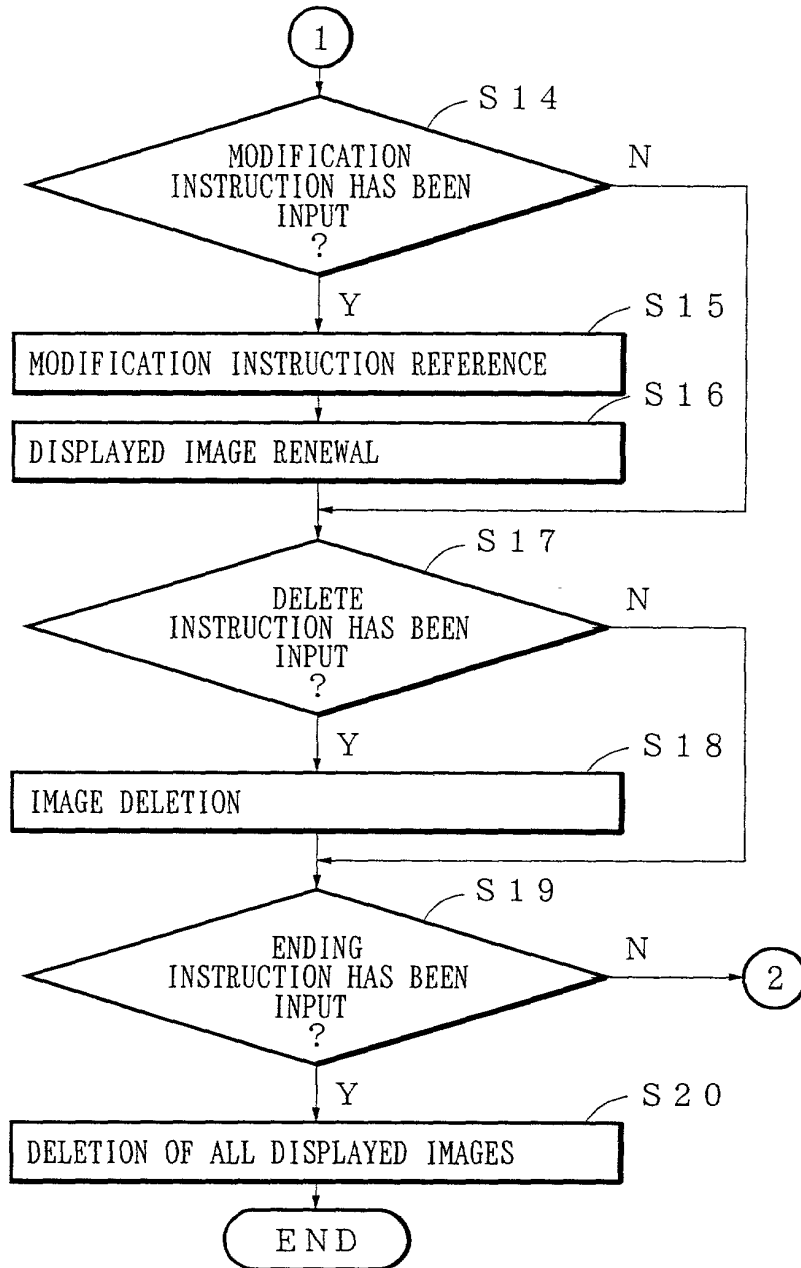 1
S14
MODIFICATION
INSTRUCTION HAS BEEN
INPUT
?
N
Y
S15
MODIFICATION INSTRUCTION REFERENCE
S16
DISPLAYED IMAGE RENEWAL
S17
DELETE
INSTRUCTION HAS BEEN
INPUT
?
N
Y
S18
IMAGE DELETION
S19
ENDING
INSTRUCTION HAS BEEN
INPUT
?
N
2
Y
S20
DELETION OF ALL DISPLAYED IMAGES
END